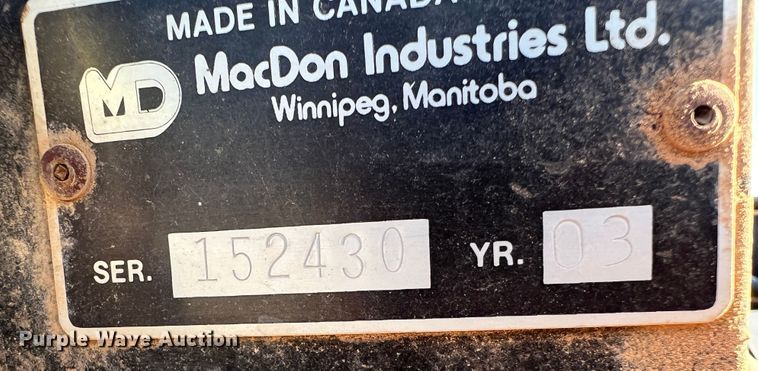 MADE IN CANADA
MD MacDon Industries Ltd.
Winnipeg, Manitoba
SER. 152430 YR. 03
Purple Wave Auction